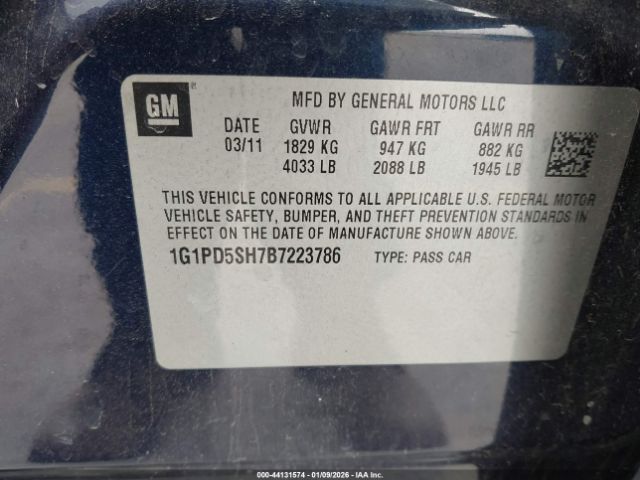 GM
MFD BY GENERAL MOTORS LLC
DATE GVWR GAWR FRT GAWR RR
03/11 1829 KG 947 KG 882 KG
4033 LB 2088 LB 1945 LB
THIS VEHICLE CONFORMS TO ALL APPLICABLE U.S. FEDERAL MOTOR
VEHICLE SAFETY, BUMPER, AND THEFT PREVENTION STANDARDS IN
EFFECT ON THE DATE OF MANUFACTURE SHOWN ABOVE.
1G1PD5SH7B7223786 TYPE: PASS CAR
000-44131574 - 01/09/2026 - IAA Inc.